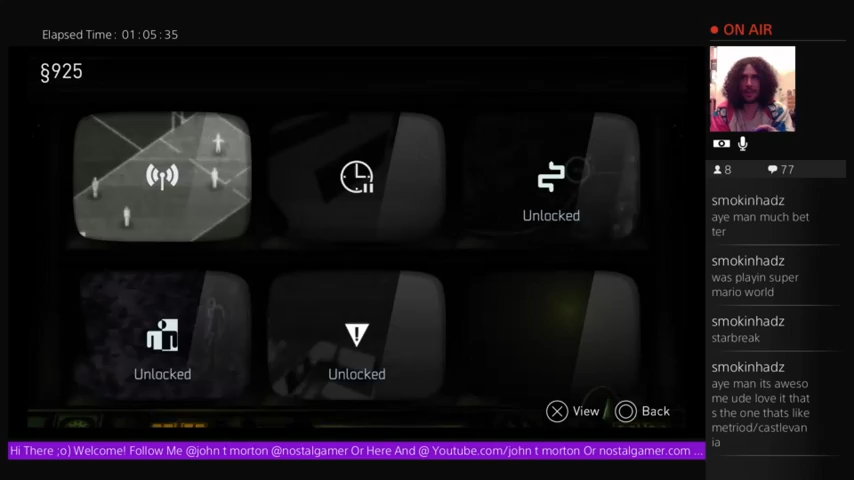 Elapsed Time: 01:05:35
ON AIR
§925
8
77
Unlocked
Unlocked
Unlocked
View
Back
Hi There ;o) Welcome! Follow Me @john t morton @nostalgamer Or Here And @ Youtube.com/john t morton Or nostalgamer.com ...
smokinhadz
aye man much bet
ter
smokinhadz
was playin super
mario world
smokinhadz
starbreak
smokinhadz
aye man its aweso
me ude love it that
s the one thats like
metriod/castlevan
ia